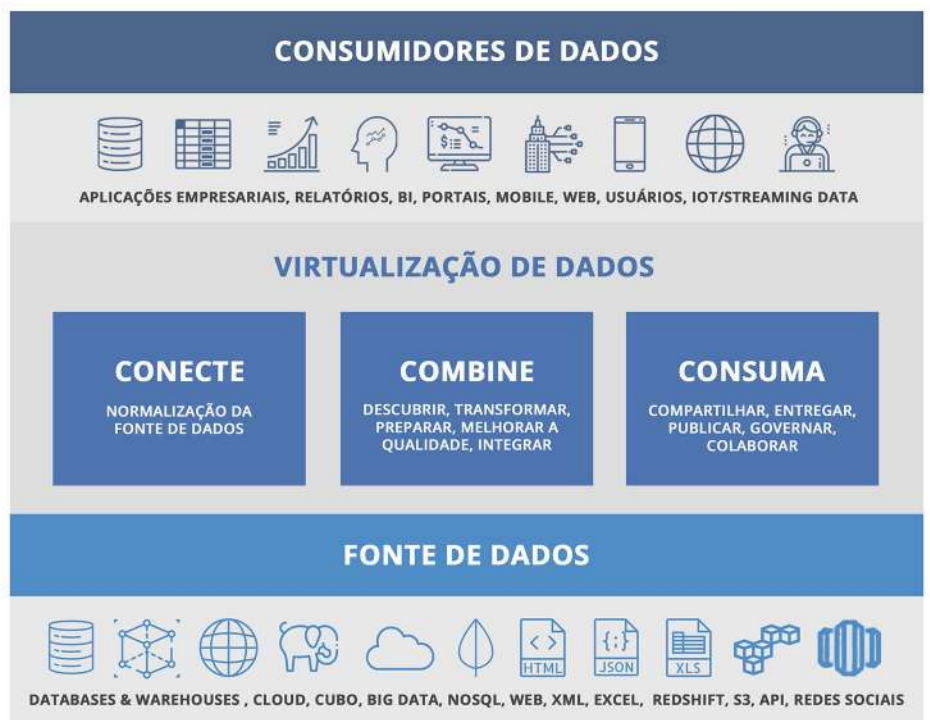 CONSUMIDORES DE DADOS
APLICAÇÕES EMPRESARIAIS, RELATÓRIOS, BI, PORTAIS, MOBILE, WEB, USUÁRIOS, IOT/STREAMING DATA
VIRTUALIZAÇÃO DE DADOS
CONECTE
NORMALIZAÇÃO DA
FONTE DE DADOS
COMBINE
DESCUBRIR, TRANSFORMAR,
PREPARAR, MELHORAR A
QUALIDADE, INTEGRAR
CONSUMA
COMPARTILHAR, ENTREGAR,
PUBLICAR, GOVERNAR,
COLABORAR
FONTE DE DADOS
HTML
JSON
XLS
DATABASES & WAREHOUSES , CLOUD, CUBO, BIG DATA, NOSQL, WEB, XML, EXCEL, REDSHIFT, S3, API, REDES SOCIAIS